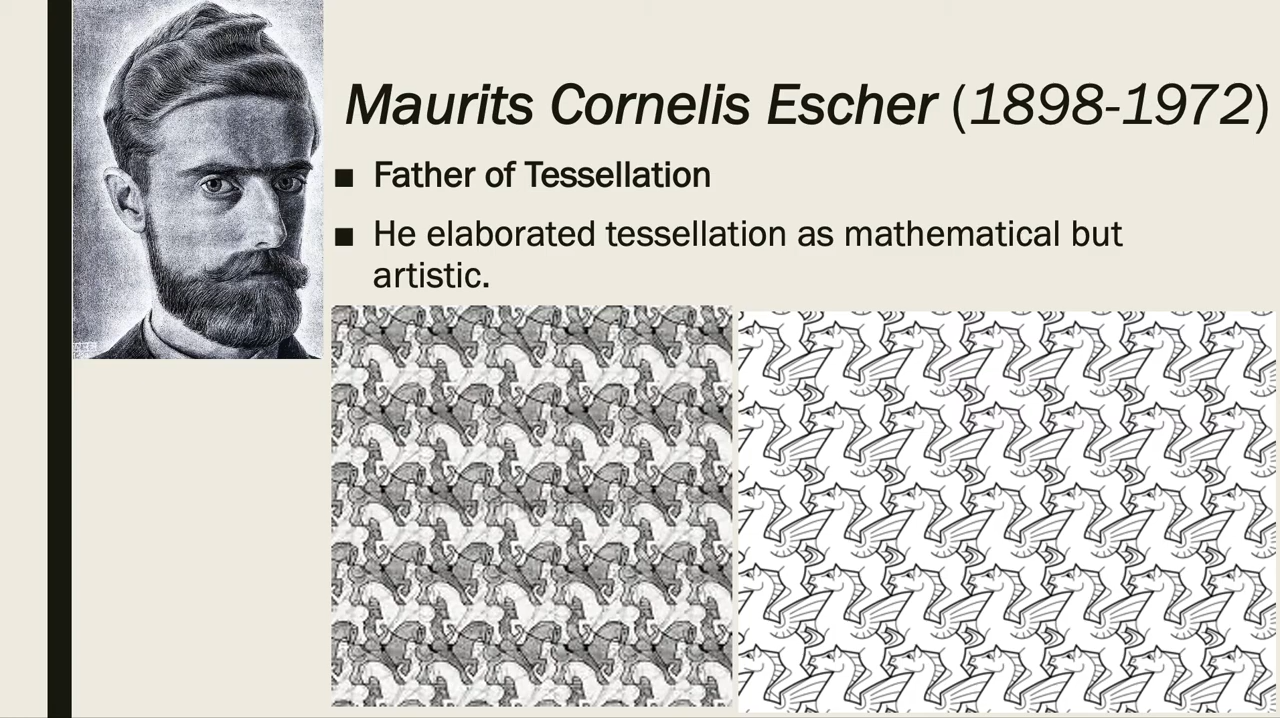 Maurits Cornelis Escher (1898-1972)
■ Father of Tessellation
■ He elaborated tessellation as mathematical but
artistic.